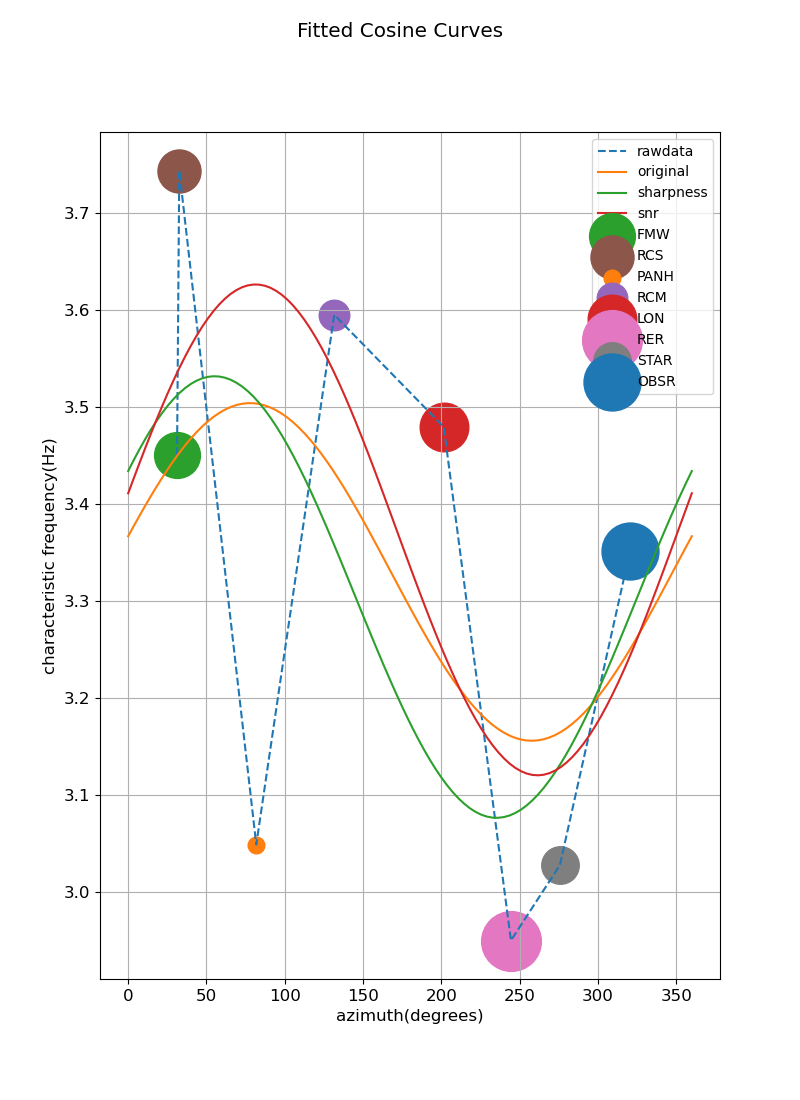 Fitted Cosine Curves
rawdata
original
sharpness
snr
FMW
RCS
PANH
RCM
LON
RER
STAR
OBSR
characteristic frequency(Hz)
3.7
3.6
3.5
3.4
3.3
3.2
3.1
3.0
0 50 100 150 200 250 300 350
azimuth(degrees)